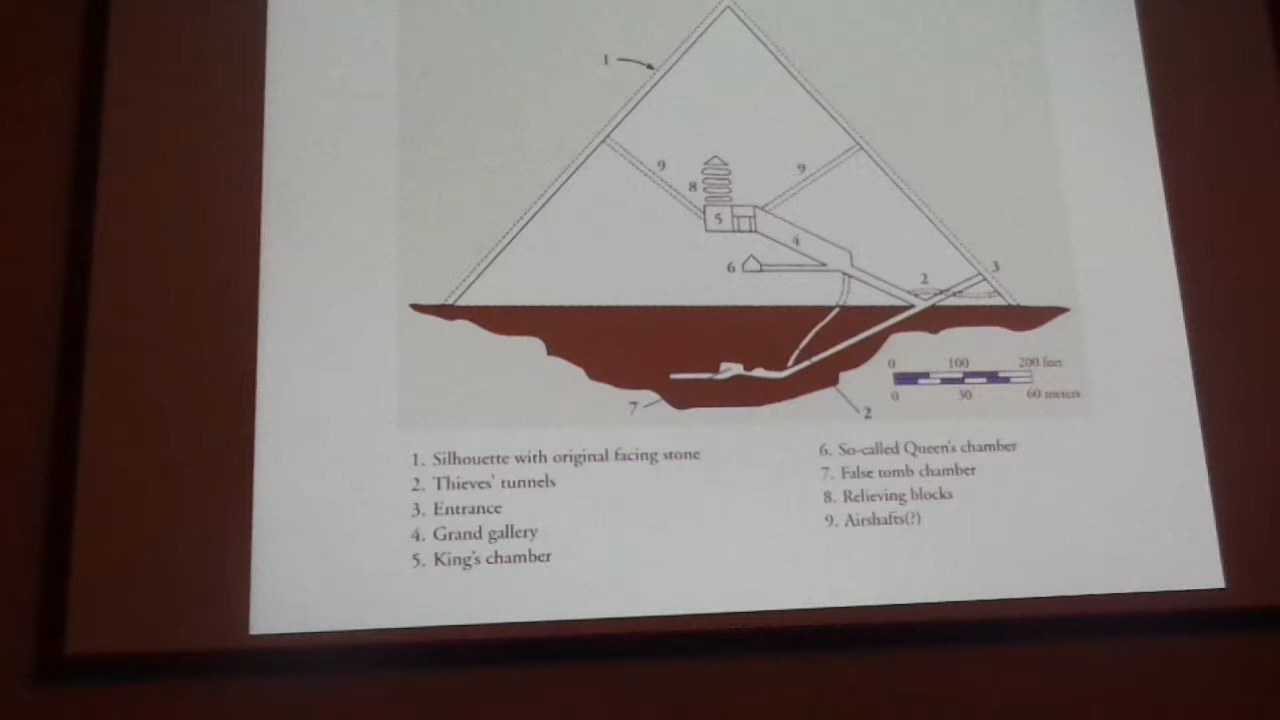 1
9
9
8
5
4
6
3
2
0 100 200 feet
0 30 60 meters
7
2
1. Silhouette with original facing stone
2. Thieves' tunnels
3. Entrance
4. Grand gallery
5. King's chamber
6. So-called Queen's chamber
7. False tomb chamber
8. Relieving blocks
9. Airshafts(?)